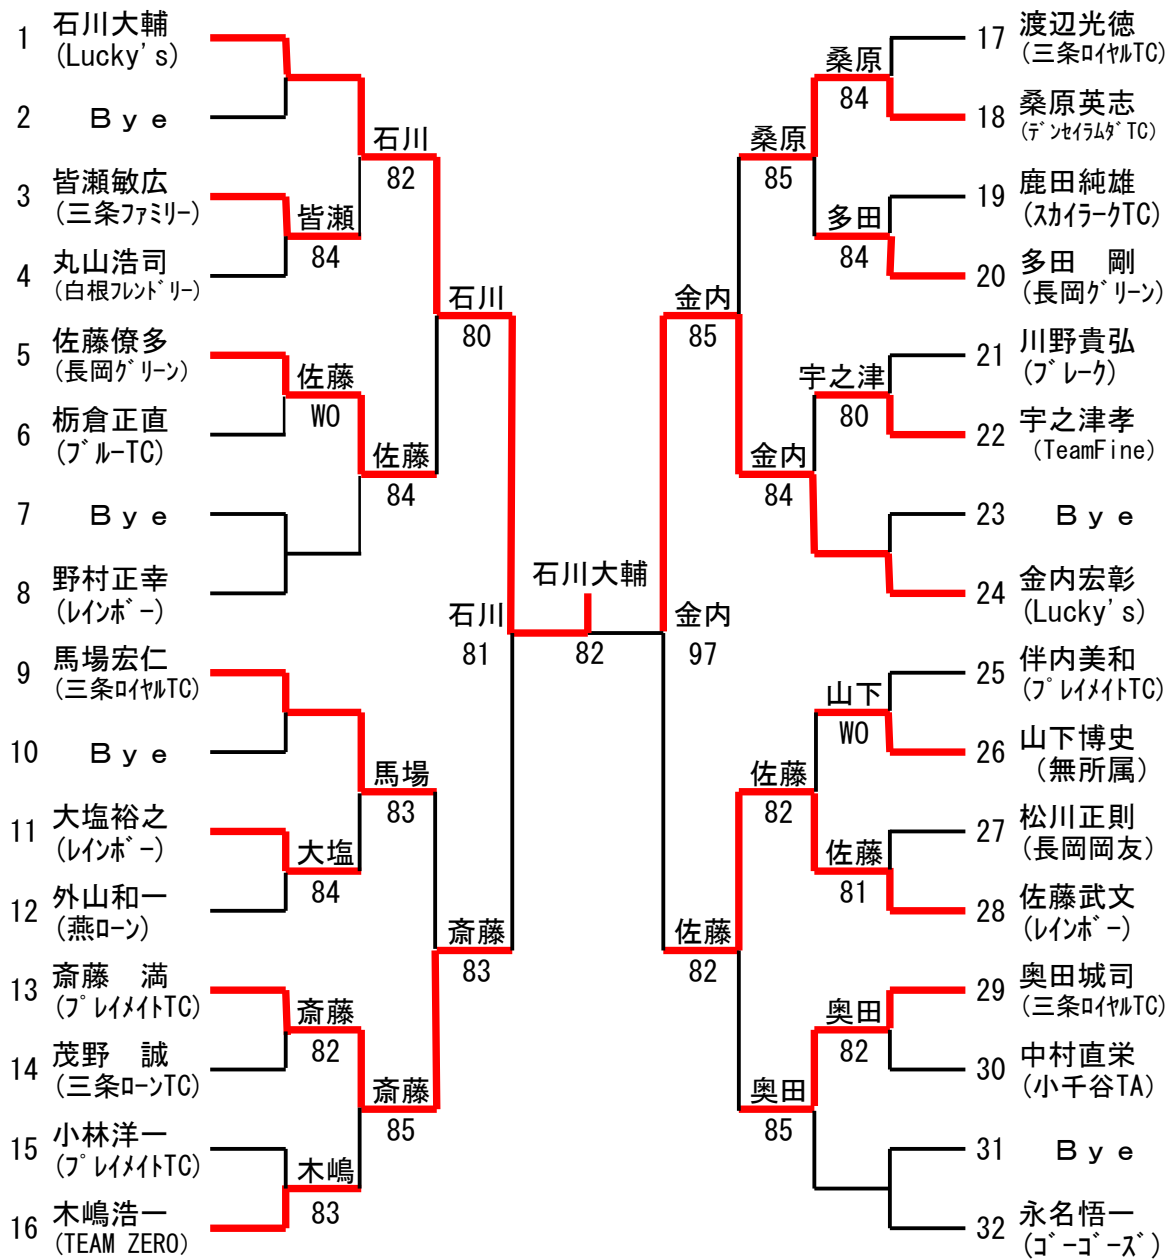 1 石川大輔
(Lucky's)
2 Ｂｙｅ
3 皆瀬敏広
(三条ファミリー)
4 丸山浩司
(白根フレンドリー)
5 佐藤僚多
(長岡グリーン)
6 栃倉正直
(ブルーTC)
7 Ｂｙｅ
8 野村正幸
(レインボー)
9 馬場宏仁
(三条ロイヤルTC)
10 Ｂｙｅ
11 大塩裕之
(レインボー)
12 外山和一
(燕ローン)
13 斎藤　満
(プレイメイトTC)
14 茂野　誠
(三条ローンTC)
15 小林洋一
(プレイメイトTC)
16 木嶋浩一
(TEAM ZERO)
皆瀬
84
佐藤
WO
大塩
84
斎藤
82
木嶋
83
石川
82
佐藤
84
馬場
83
斎藤
85
石川
80
斎藤
83
石川
81
石川大輔
82
金内
97
金内
85
佐藤
82
桑原
85
金内
84
佐藤
82
奥田
85
桑原
84
多田
84
宇之津
80
山下
WO
佐藤
81
奥田
82
17 渡辺光徳
(三条ロイヤルTC)
18 桑原英志
(デンセイラムダTC)
19 鹿田純雄
(スカイラークTC)
20 多田　剛
(長岡グリーン)
21 川野貴弘
(ブレーク)
22 宇之津孝
(TeamFine)
23 Ｂｙｅ
24 金内宏彰
(Lucky's)
25 伴内美和
(プレイメイトTC)
26 山下博史
（無所属）
27 松川正則
(長岡岡友)
28 佐藤武文
(レインボー)
29 奥田城司
(三条ロイヤルTC)
30 中村直栄
(小千谷TA)
31 Ｂｙｅ
32 永名悟一
(ゴーゴーズ)